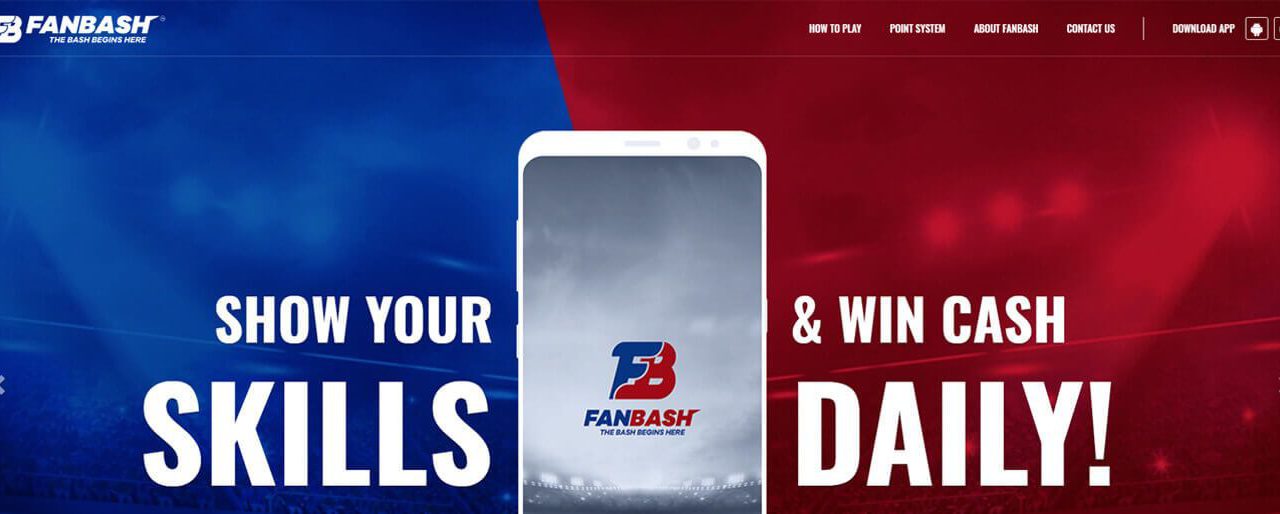 FB FANBASH
THE BASH BEGINS HERE
HOW TO PLAY
POINT SYSTEM
ABOUT FANBASH
CONTACT US
DOWNLOAD APP
SHOW YOUR
SKILLS
& WIN CASH
DAILY!
FB
FANBASH
THE BASH BEGINS HERE